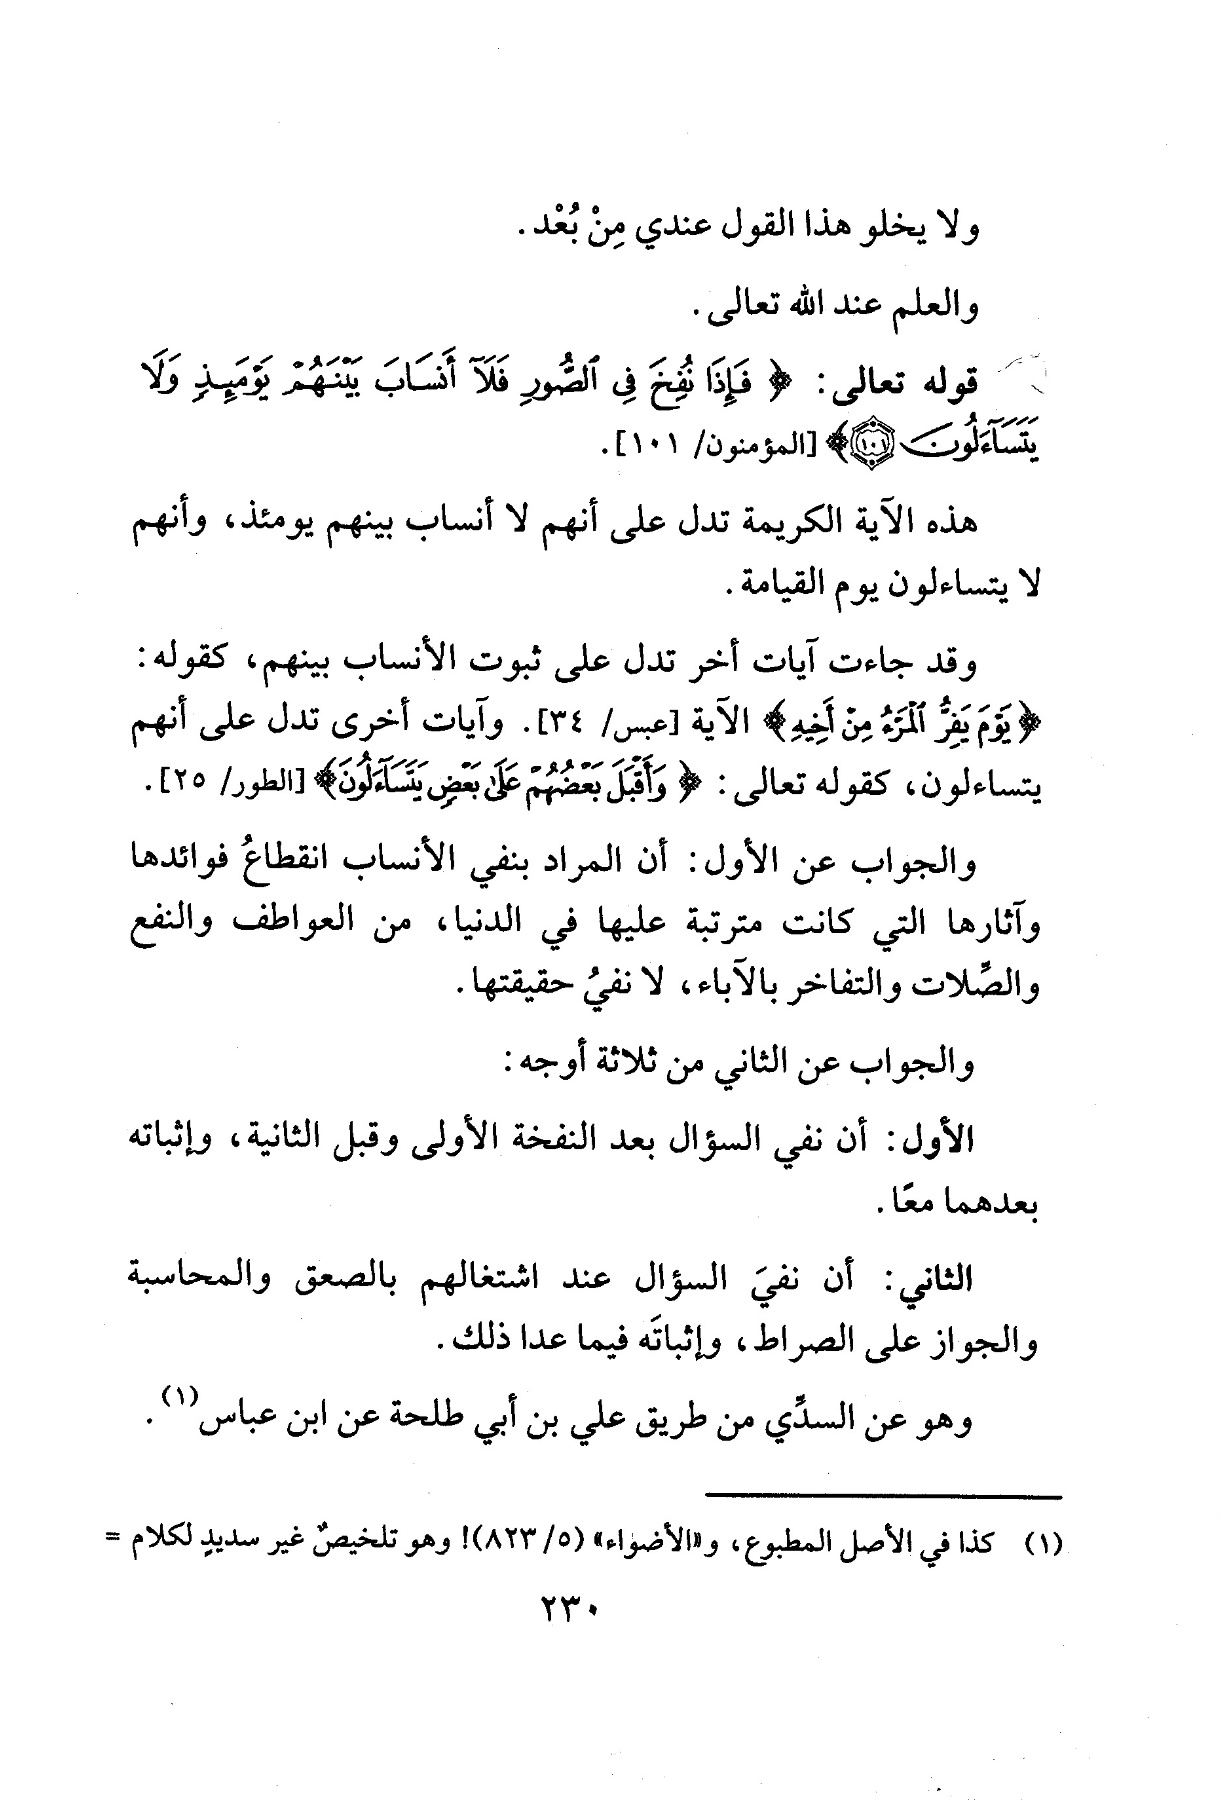 ولا يخلو هذا القول عندي مِنْ بُعْد.
والعلم عند الله تعالى.
قوله تعالى: ﴿ فَإِذَا نُفِخَ فِى ٱلصُّورِ فَلَآ أَنسَابَ بَيْنَهُمْ يَوْمَئِذٍ وَلَا
يَتَسَآءَلُونَ ١٠١﴾ [المؤمنون/ ١٠١].
هذه الآية الكريمة تدل على أنهم لا أنساب بينهم يومئذ، وأنهم
لا يتساءلون يوم القيامة.
وقد جاءت آيات أخر تدل على ثبوت الأنساب بينهم، كقوله:
﴿يَوْمَ يَفِرُّ ٱلْمَرْءُ مِنْ أَخِيهِ﴾ الآية [عبس/ ٣٤]. وآيات أخرى تدل على أنهم
يتساءلون، كقوله تعالى: ﴿ وَأَقْبَلَ بَعْضُهُمْ عَلَىٰ بَعْضٍ يَتَسَآءَلُونَ﴾ [الطور/ ٢٥].
والجواب عن الأول: أن المراد بنفي الأنساب انقطاعُ فوائدها
وآثارها التي كانت مترتبة عليها في الدنيا، من العواطف والنفع
والصِّلات والتفاخر بالآباء، لا نفيُ حقيقتها.
والجواب عن الثاني من ثلاثة أوجه:
الأول: أن نفي السؤال بعد النفخة الأولى وقبل الثانية، وإثباته
بعدهما معًا.
الثاني: أن نفيَ السؤال عند اشتغالهم بالصعق والمحاسبة
والجواز على الصراط، وإثباتَه فيما عدا ذلك.
وهو عن السدِّي من طريق علي بن أبي طلحة عن ابن عباس(١).
(١) كذا في الأصل المطبوع، و«الأضواء» (٥/ ٨٢٣)! وهو تلخيصٌ غير سديدٍ لكلام =
٢٣٠